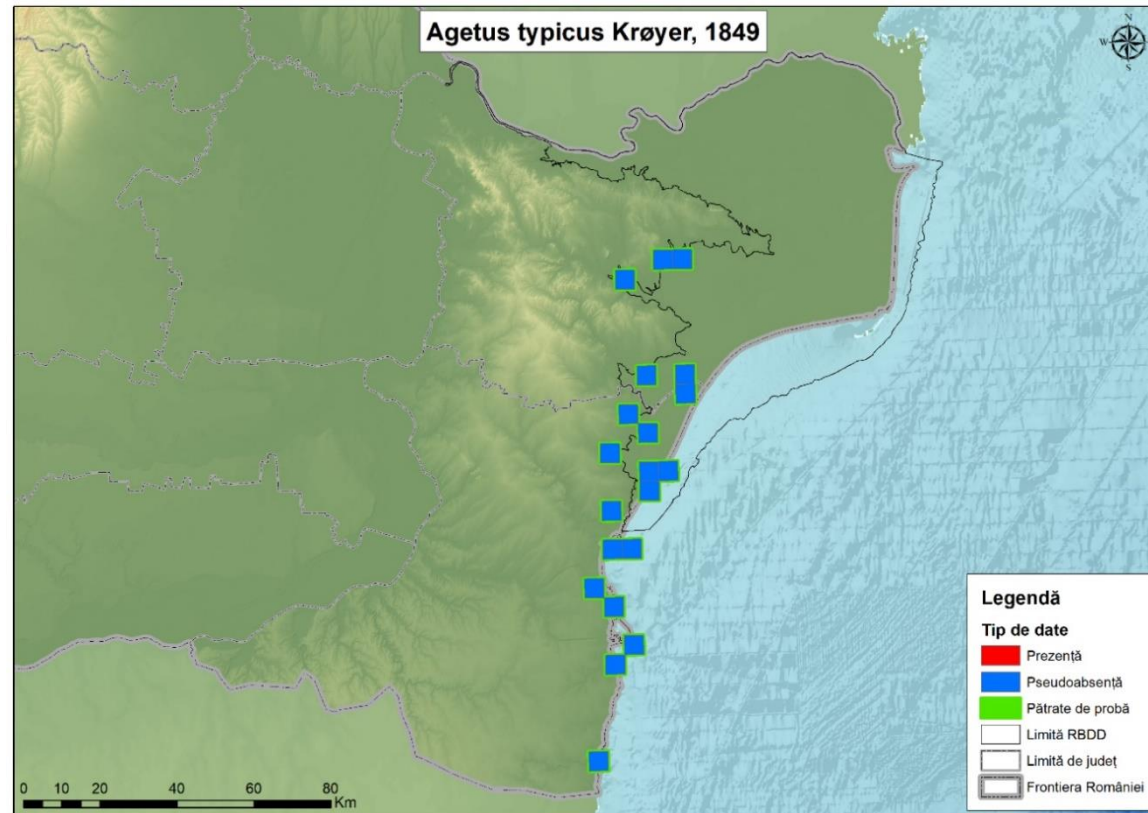 Agetus typicus Krøyer, 1849
N
W
E
S
Legendă
Tip de date
Prezență
Pseudoabsență
Pătrate de probă
Limită RBDD
Limită de județ
Frontiera României
0 10 20 40 60 80
Km